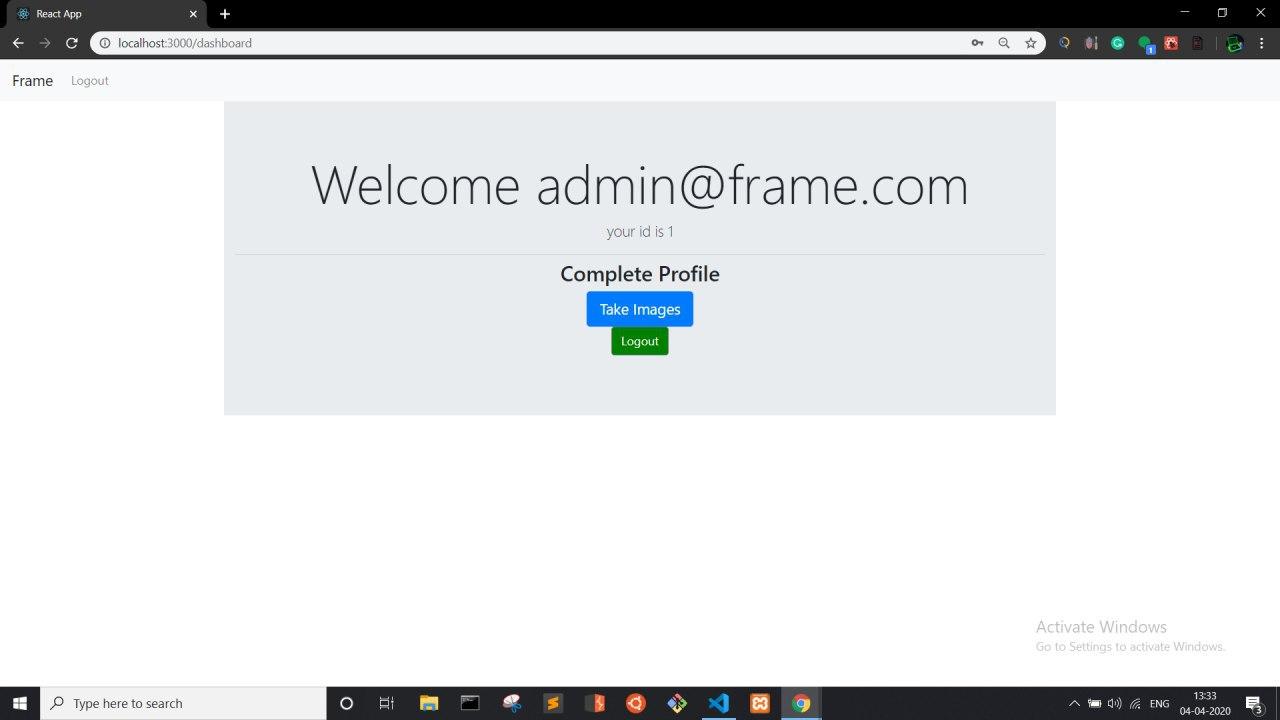 React App
localhost:3000/dashboard
1
Frame
Logout
Welcome admin@frame.com
your id is 1
Complete Profile
Take Images
Logout
Activate Windows
Go to Settings to activate Windows.
Type here to search
ENG
13:33
04-04-2020
3